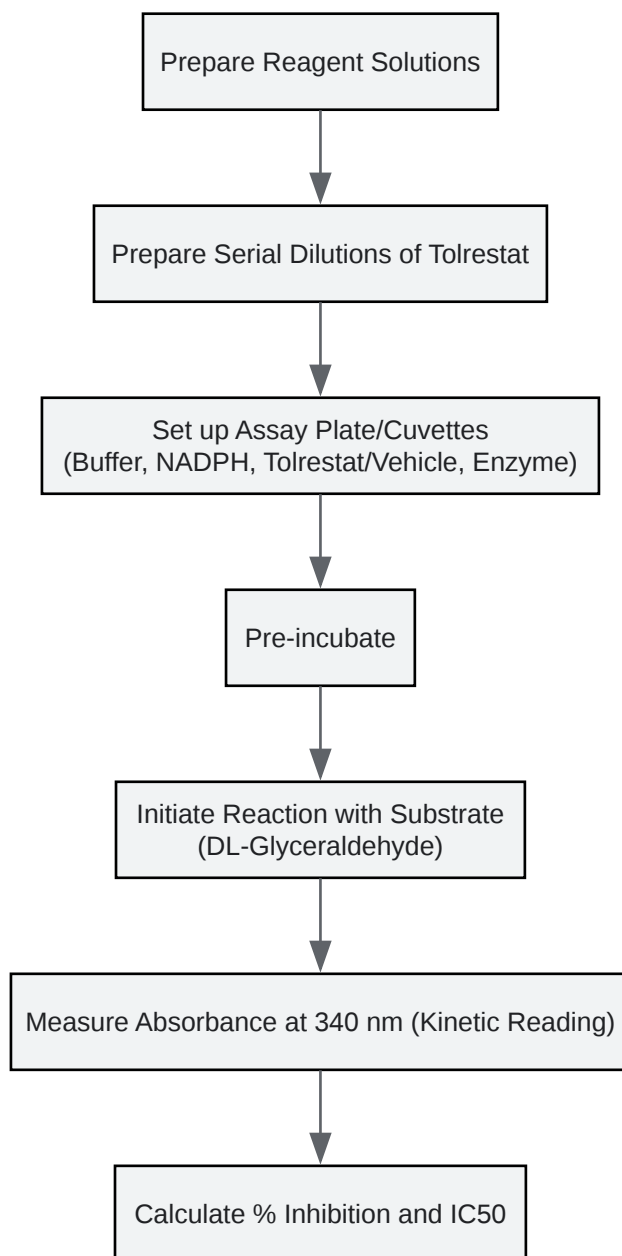 Prepare Reagent Solutions
Prepare Serial Dilutions of Tolrestat
Set up Assay Plate/Cuvettes
(Buffer, NADPH, Tolrestat/Vehicle, Enzyme)
Pre-incubate
Initiate Reaction with Substrate
(DL-Glyceraldehyde)
Measure Absorbance at 340 nm (Kinetic Reading)
Calculate % Inhibition and IC50